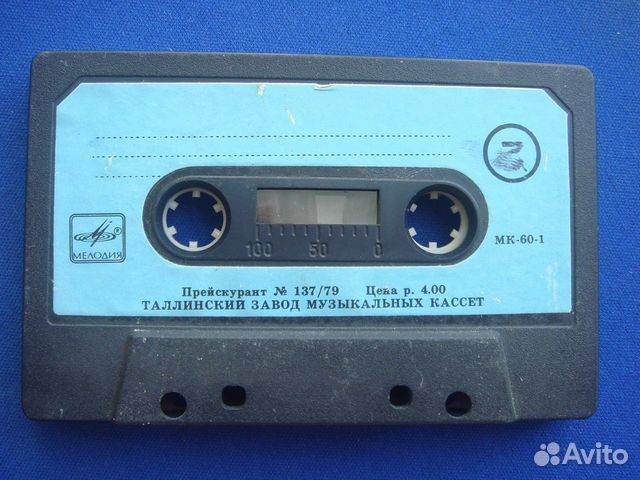 2
® МЕЛОДИЯ
МК-60-1
100 50 0
Прейскурант № 137/79 Цена р. 4.00
ТАЛЛИНСКИЙ ЗАВОД МУЗЫКАЛЬНЫХ КАССЕТ
Avito